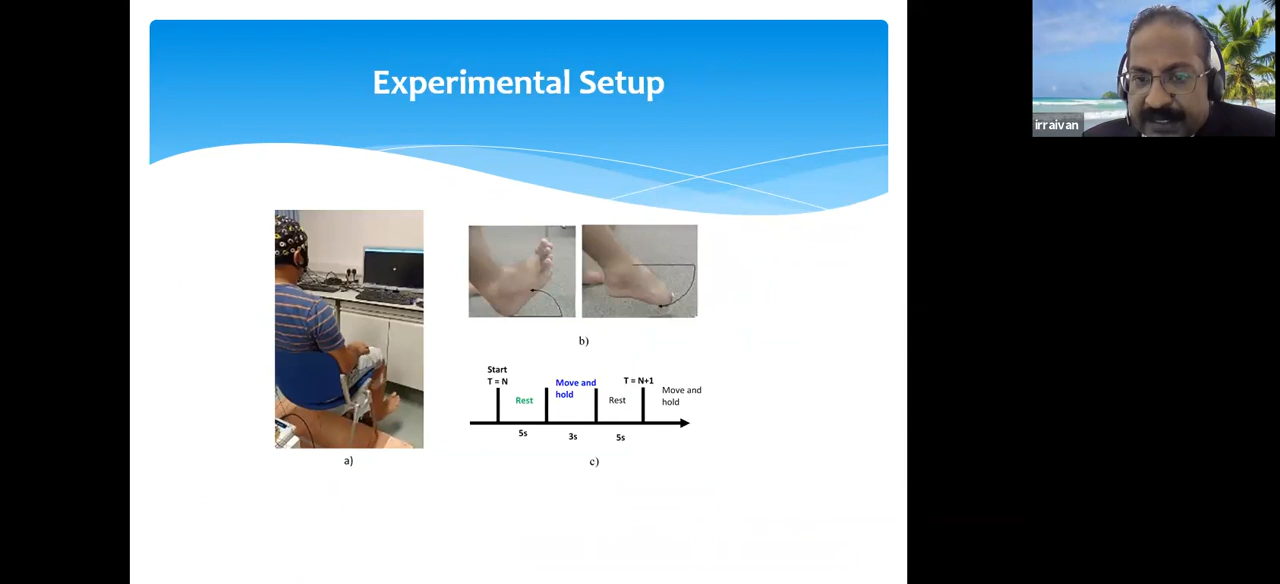 Experimental Setup
irraivan
a)
b)
Start
T = N
Rest
Move and
hold
T = N+1
Rest
Move and
hold
5s
3s
5s
c)